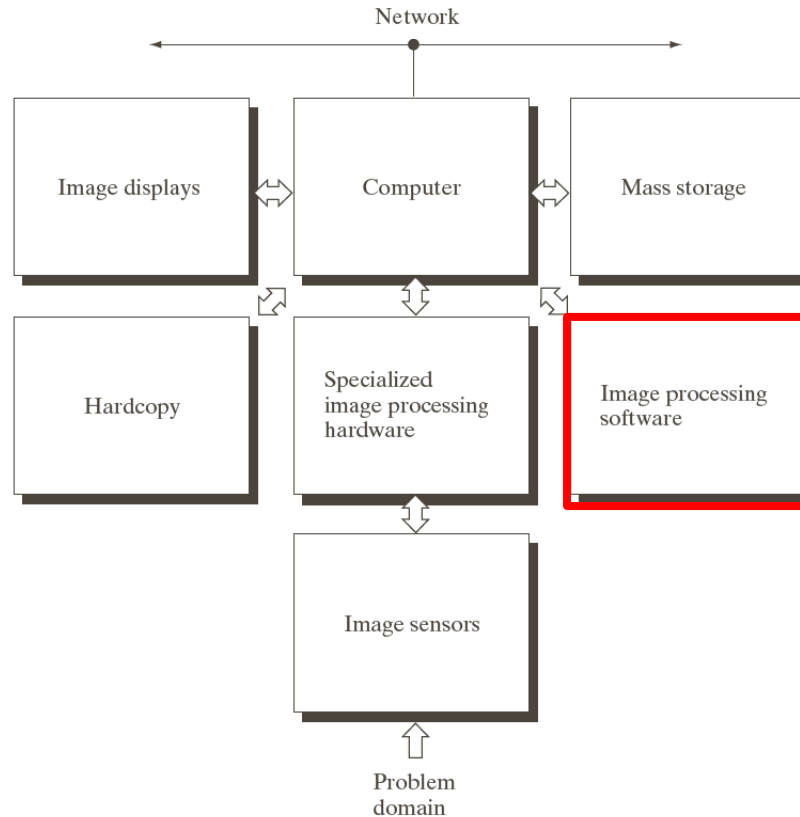 Network
Image displays
Computer
Mass storage
Hardcopy
Specialized
image processing
hardware
Image processing
software
Image sensors
Problem
domain